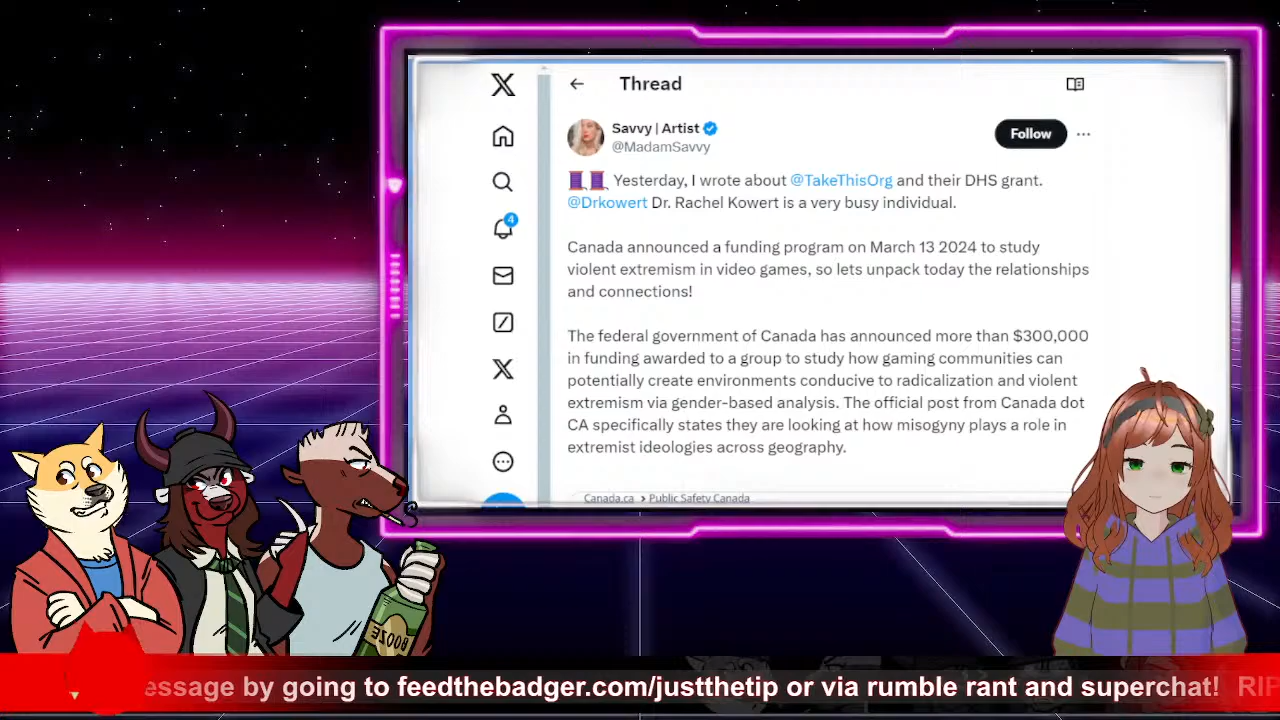 Thread
Savvy | Artist
Follow
@MadamSavvy
Yesterday, I wrote about @TakeThisOrg and their DHS grant.
@Drkowert Dr. Rachel Kowert is a very busy individual.
4
Canada announced a funding program on March 13 2024 to study
violent extremism in video games, so lets unpack today the relationships
and connections!
The federal government of Canada has announced more than $300,000
in funding awarded to a group to study how gaming communities can
potentially create environments conducive to radicalization and violent
extremism via gender-based analysis. The official post from Canada dot
CA specifically states they are looking at how misogyny plays a role in
extremist ideologies across geography.
Canada.ca > Public Safety Canada
BOOZE
essage by going to feedthebadger.com/justthetip or via rumble rant and superchat! RIP